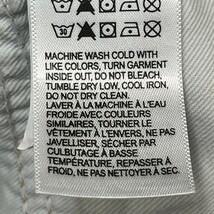 30
MACHINE WASH COLD WITH
LIKE COLORS, TURN GARMENT
INSIDE OUT, DO NOT BLEACH,
TUMBLE DRY LOW, COOL IRON,
DO NOT DRY CLEAN.
LAVER À LA MACHINE À EAU
FROIDE AVEC COULEURS
SIMILAIRES, TOURNER LE
VÊTEMENT À L'ENVERS, NE PAS
JAVELLISER, SÉCHER PAR
CULBUTAGE À BASSE
TEMPÉRATURE, REPASSER À
FROID, NE PAS NETTOYER À SEC.